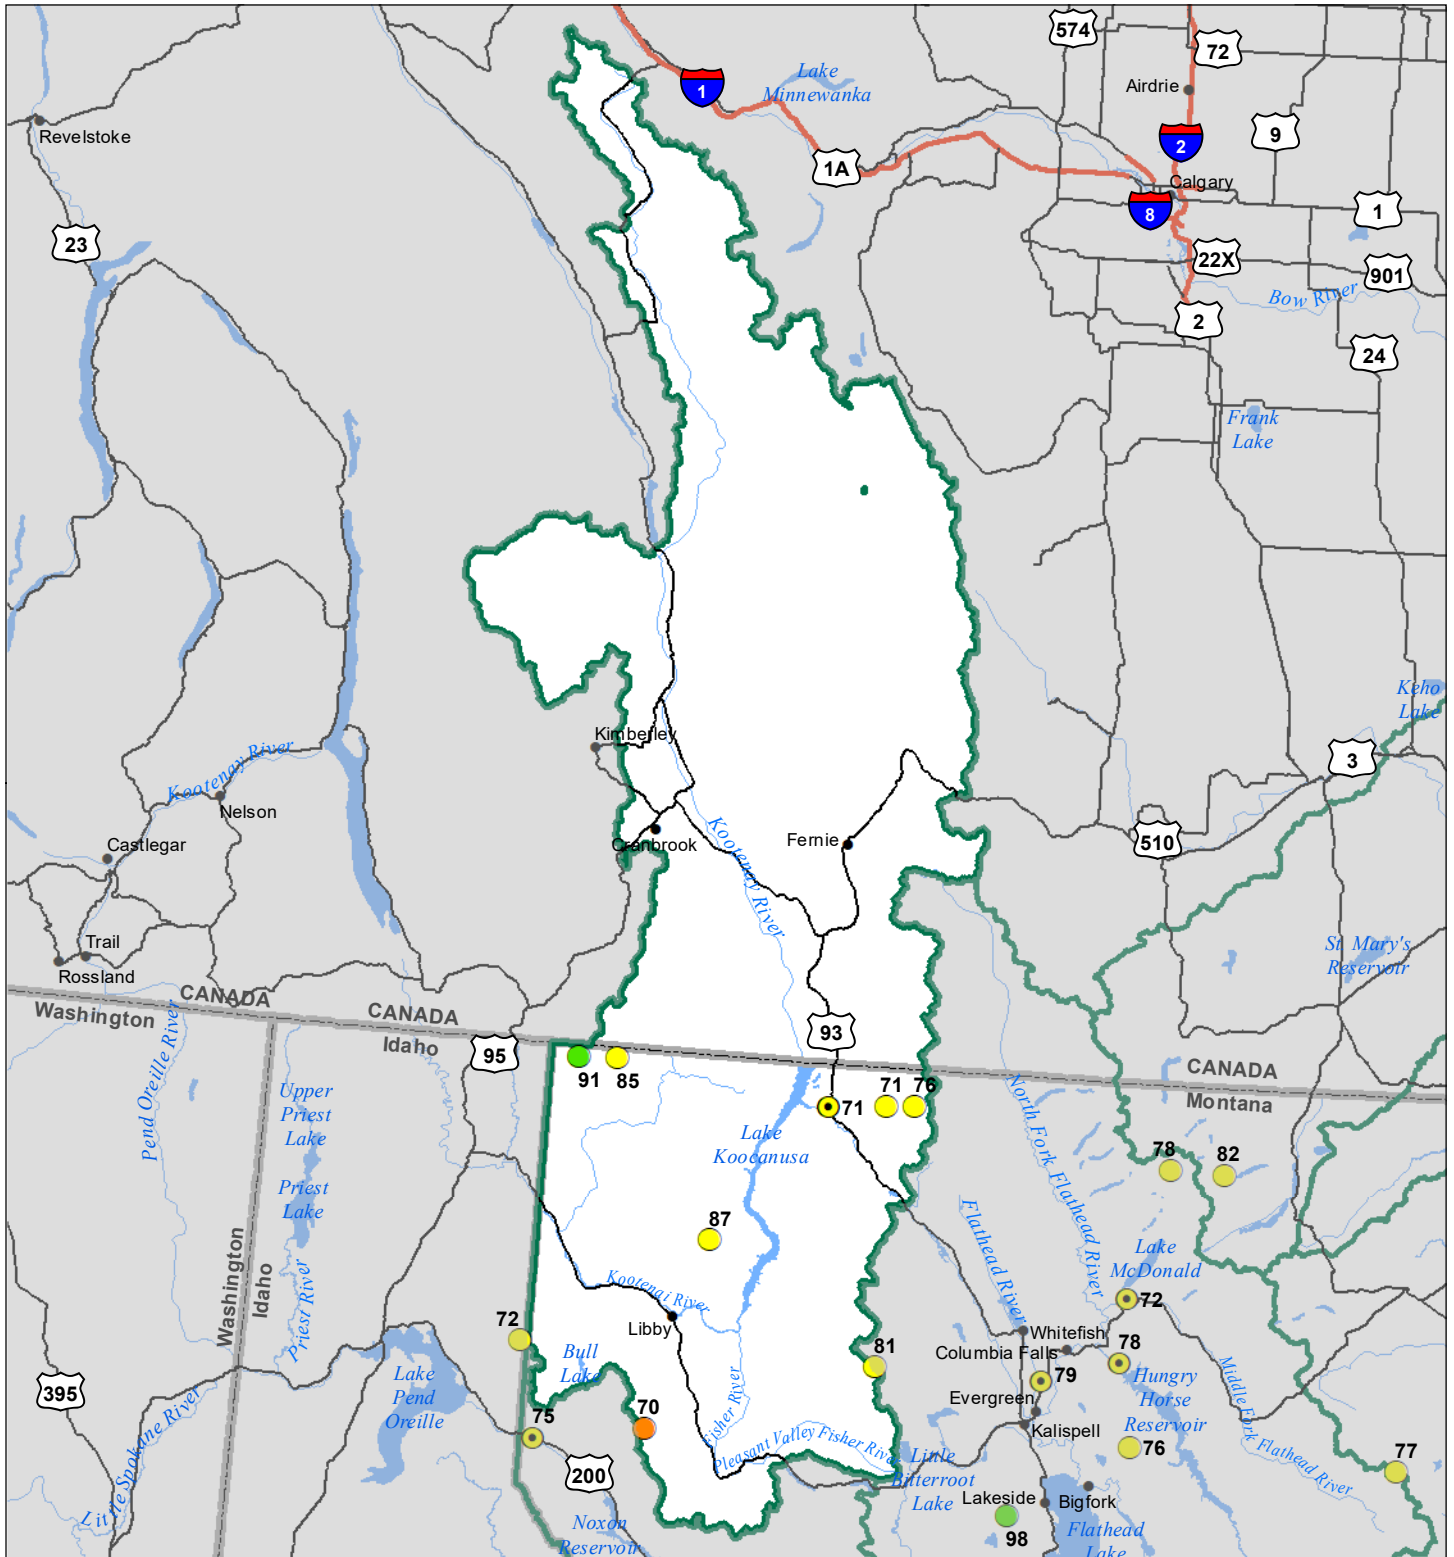 574
72
1
Lake
Minnewanka
Airdrie
Revelstoke
2
9
1A
Calgary
8
1
23
22X
901
Bow River
2
24
Frank
Lake
Keho
Lake
Kimberley
3
Kootenay River
Nelson
Castlegar
Cranbrook
Kootenay River
Fernie
510
Trail
Rossland
St Mary's
Reservoir
CANADA
Washington
CANADA
Idaho
95
93
91
85
71
71
76
CANADA
Montana
Pend Oreille River
Upper
Priest
Lake
Priest
Lake
Priest River
Lake
Koocanusa
North Fork Flathead River
78
82
87
Flathead River
Lake
McDonald
72
Washington
Idaho
Kootenai River
Libby
72
Bull
Lake
81
Whitefish
Columbia Falls
78
79
Hungry
Horse
Reservoir
Middle Fork Flathead River
395
Lake
Pend
Oreille
75
70
Fisher River
Pleasant Valley Fisher River
Evergreen
Kalispell
76
77
Little Spokane River
200
Little
Bitterroot
Lake
Lakeside
Bigfork
98
Noxon
Reservoir
Flathead
Lake